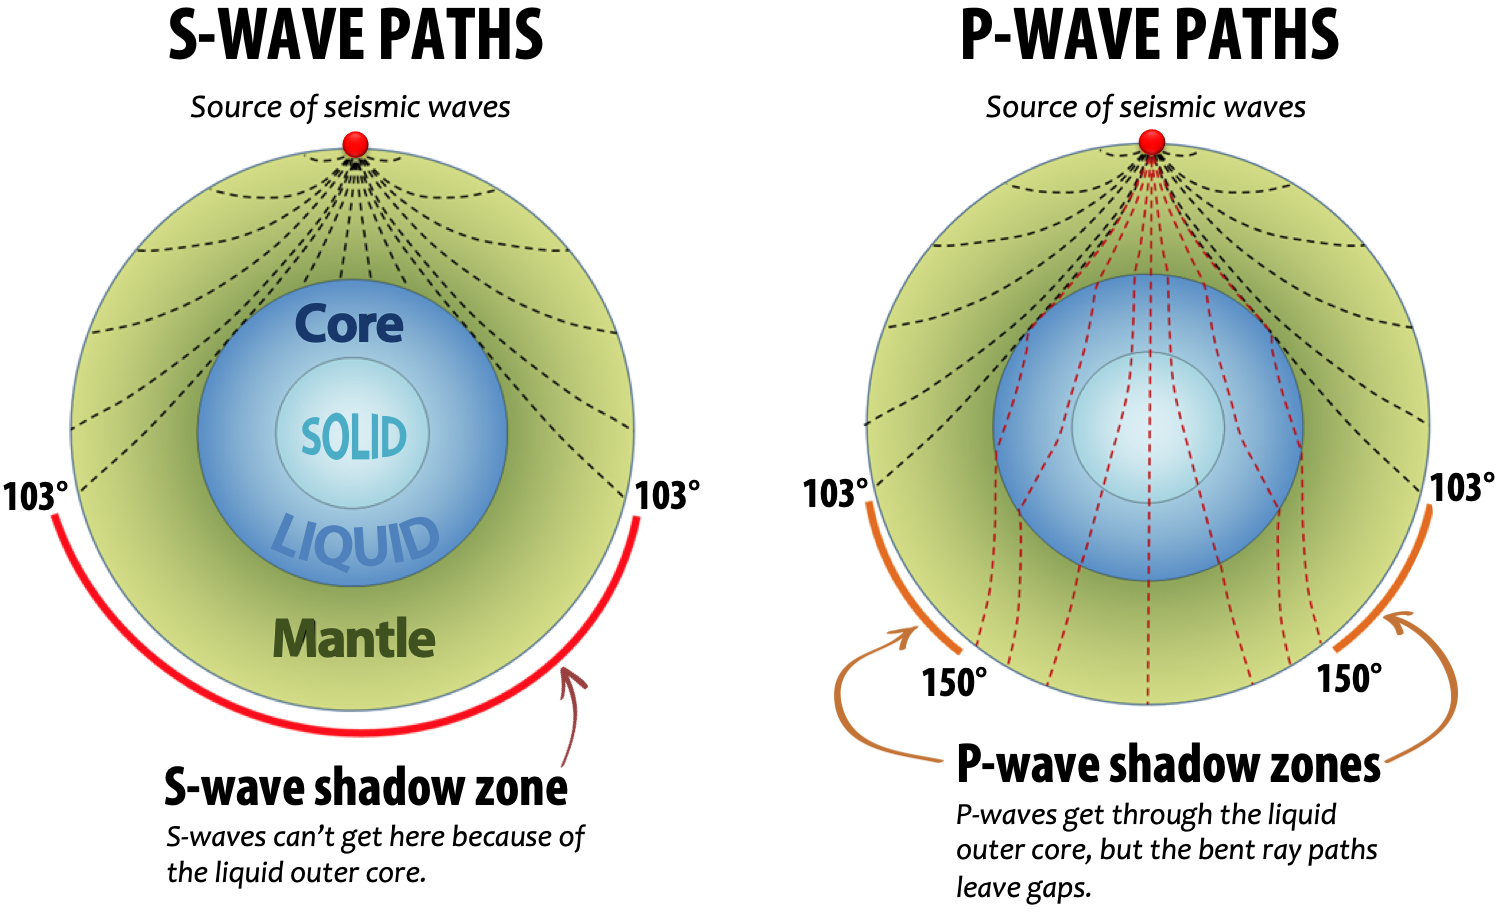 S-WAVE PATHS
Source of seismic waves
Core
SOLID
LIQUID
Mantle
103°
103°
S-wave shadow zone
S-waves can’t get here because of
the liquid outer core.
P-WAVE PATHS
Source of seismic waves
103°
103°
150°
150°
P-wave shadow zones
P-waves get through the liquid
outer core, but the bent ray paths
leave gaps.